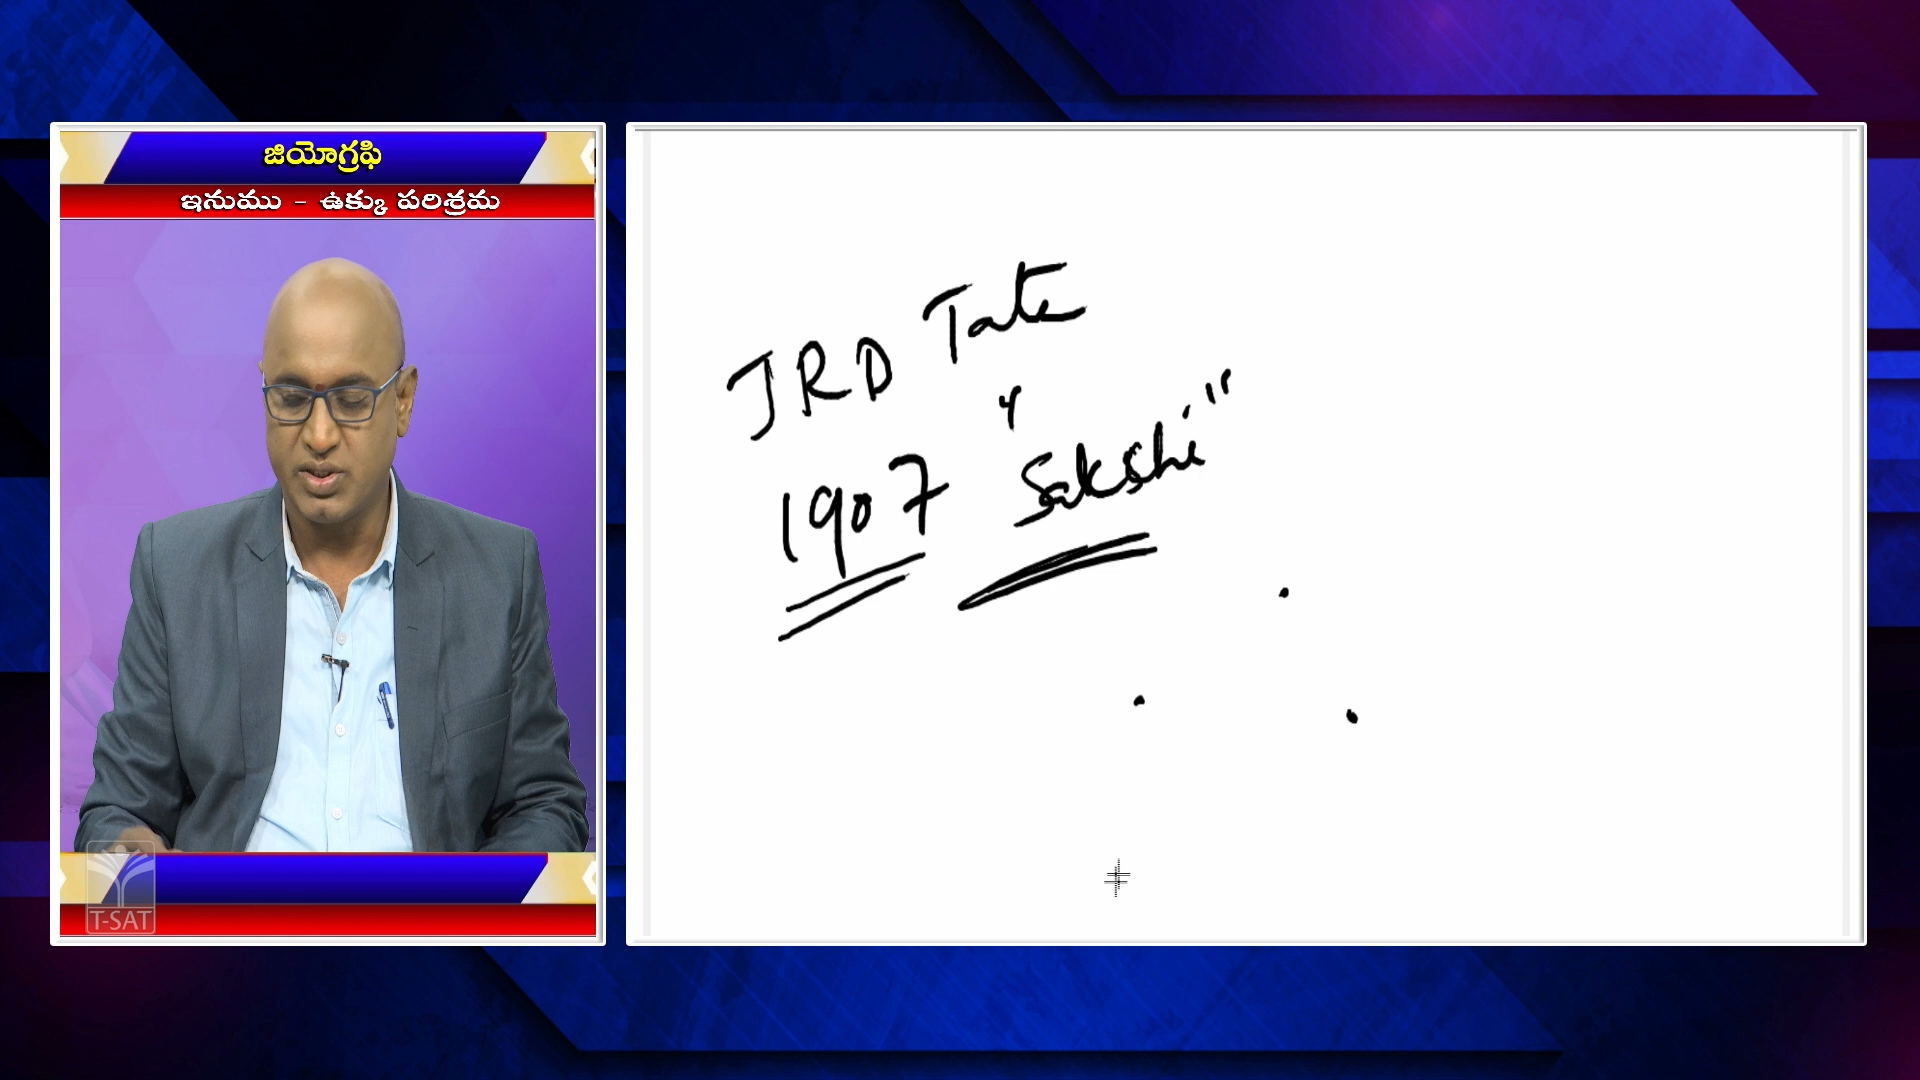 జియోగ్రఫి
ఇనుము - ఉక్కు పరిశ్రమ
JRD Tata
1907 Sakshi"
T-SAT